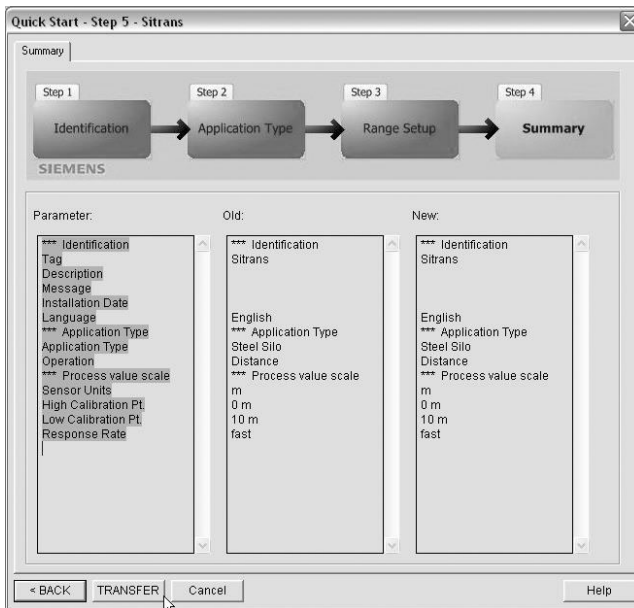 Quick Start - Step 5 - Sitrans
Summary
Step 1
Step 2
Step 3
Step 4
Identification
Application Type
Range Setup
Summary
SIEMENS
Parameter:
Old:
New:
*** Identification
Tag
Description
Message
Installation Date
Language
*** Application Type
Application Type
Operation
*** Process value scale
Sensor Units
High Calibration Pt.
Low Calibration Pt.
Response Rate
*** Identification
Sitrans
English
*** Application Type
Steel Silo
Distance
*** Process value scale
m
0 m
10 m
fast
*** Identification
Sitrans
English
*** Application Type
Steel Silo
Distance
*** Process value scale
m
0 m
10 m
fast
< BACK
TRANSFER
Cancel
Help